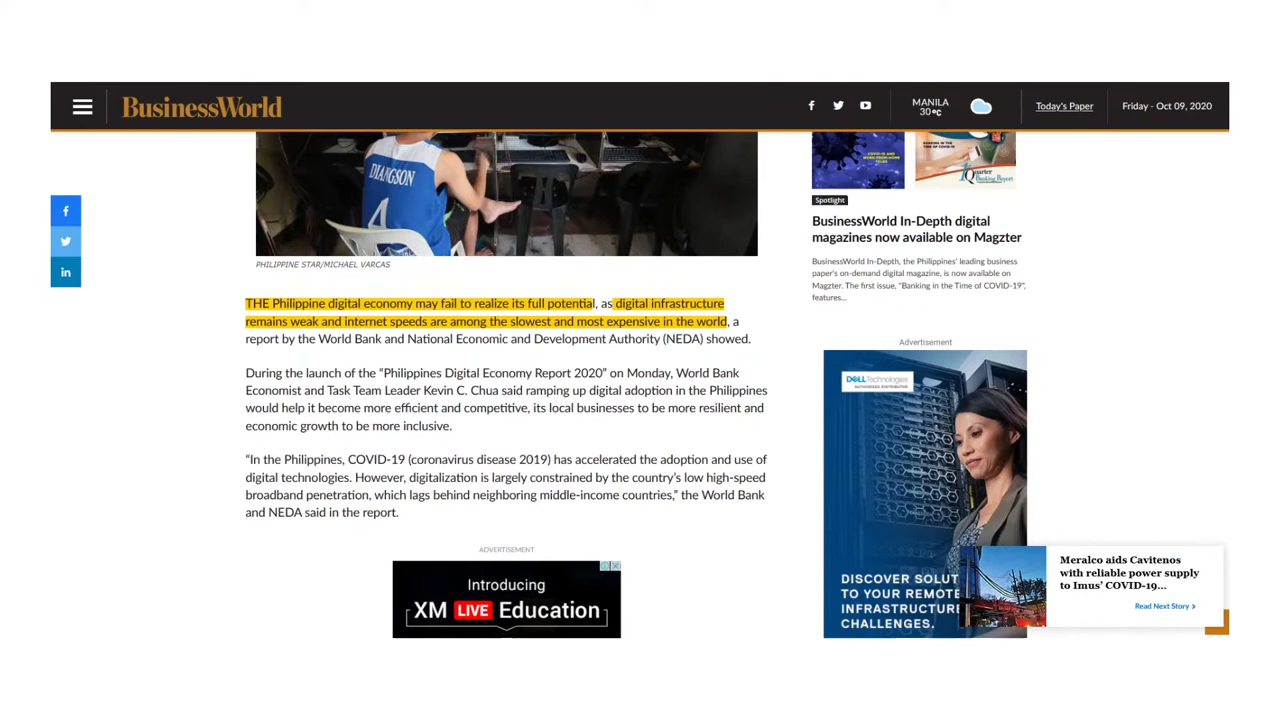 BusinessWorld
MANILA
30°C
Today's Paper
Friday - Oct 09, 2020
DIANGSON
4
PHILIPPINE STAR/MICHAEL VARCAS
THE Philippine digital economy may fail to realize its full potential, as digital infrastructure
remains weak and internet speeds are among the slowest and most expensive in the world, a
report by the World Bank and National Economic and Development Authority (NEDA) showed.
During the launch of the “Philippines Digital Economy Report 2020” on Monday, World Bank
Economist and Task Team Leader Kevin C. Chua said ramping up digital adoption in the Philippines
would help it become more efficient and competitive, its local businesses to be more resilient and
economic growth to be more inclusive.
“In the Philippines, COVID-19 (coronavirus disease 2019) has accelerated the adoption and use of
digital technologies. However, digitalization is largely constrained by the country’s low high-speed
broadband penetration, which lags behind neighboring middle-income countries,” the World Bank
and NEDA said in the report.
ADVERTISEMENT
Introducing
XM LIVE Education
Quarter
Banking Report
Spotlight
BusinessWorld In-Depth digital
magazines now available on Magzter
BusinessWorld In-Depth, the Philippines' leading business
paper's on-demand digital magazine, is now available on
Magzter. The first issue, "Banking in the Time of COVID-19",
features...
Advertisement
DELL Technologies
AUTHORIZED DISTRIBUTOR
DISCOVER SOLUT
TO YOUR REMOTE
INFRASTRUCTURE
CHALLENGES.
Meralco aids Cavitenos
with reliable power supply
to Imus’ COVID-19...
Read Next Story